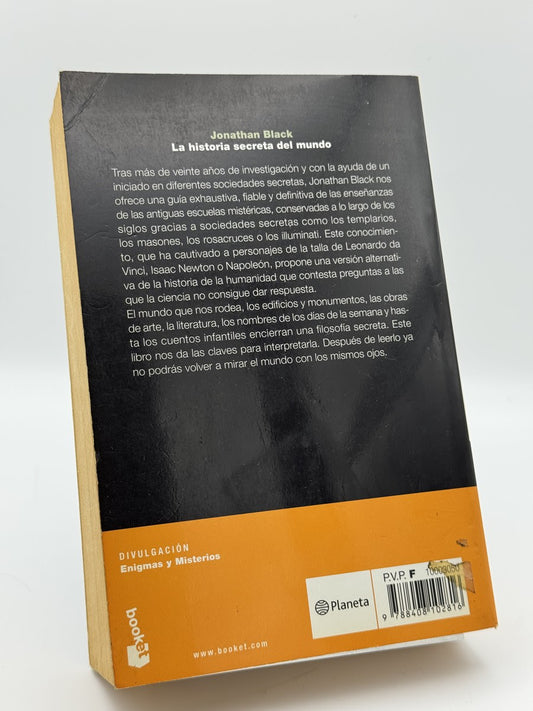 Jonathan Black
La historia secreta del mundo
Tras más de veinte años de investigación y con la ayuda de un
iniciado en diferentes sociedades secretas, Jonathan Black nos
ofrece una guía exhaustiva, fiable y definitiva de las enseñanzas
de las antiguas escuelas mistéricas, conservadas a lo largo de los
siglos gracias a sociedades secretas como los templarios,
los masones, los rosacruces o los illuminati. Este conocimien-
to, que ha cautivado a personajes de la talla de Leonardo da
Vinci, Isaac Newton o Napoleón, propone una versión alternati-
va de la historia de la humanidad que contesta preguntas a las
que la ciencia no consigue dar respuesta.
El mundo que nos rodea, los edificios y monumentos, las obras
de arte, la literatura, los nombres de los días de la semana y has-
ta los cuentos infantiles encierran una filosofía secreta. Este
libro nos da las claves para interpretarla. Después de leerlo ya
no podrás volver a mirar el mundo con los mismos ojos.
DIVULGACIÓN
Enigmas y Misterios
booket
www.booket.com
Planeta
P.V.P. F
9 788408 102816